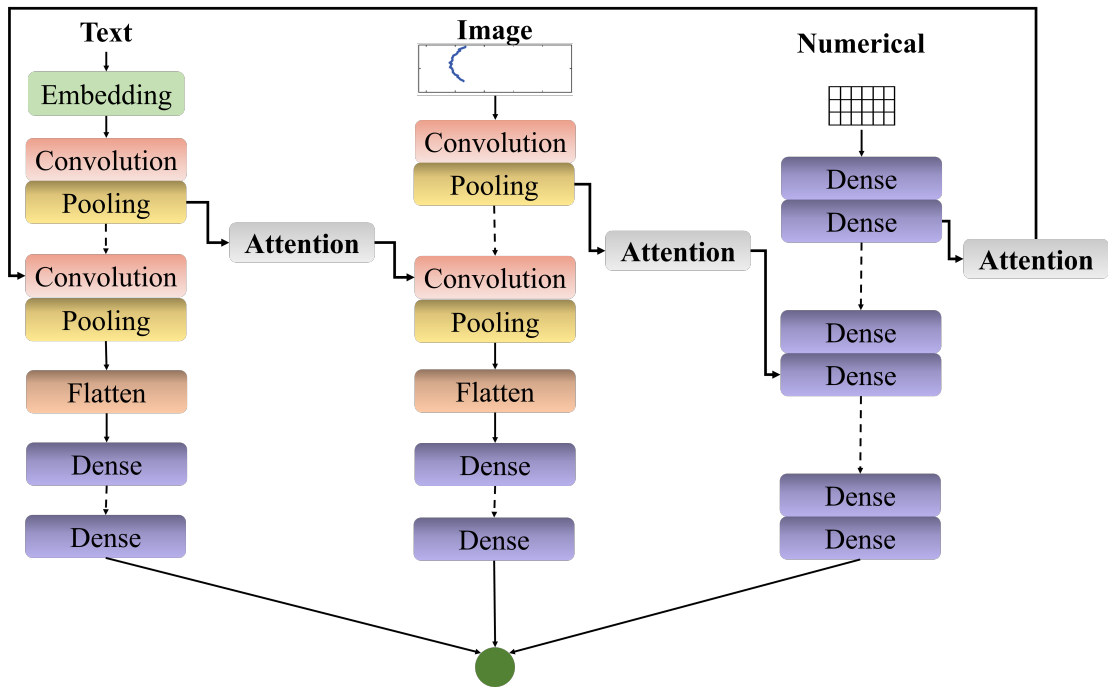 Text
Embedding
Convolution
Pooling
Convolution
Pooling
Flatten
Dense
Dense
Attention
Image
Convolution
Pooling
Convolution
Pooling
Flatten
Dense
Dense
Attention
Numerical
Dense
Dense
Dense
Dense
Dense
Dense
Attention